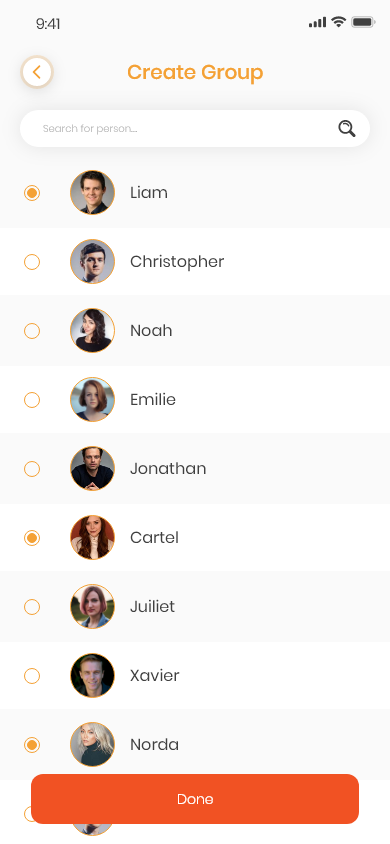 9:41
Create Group
Search for person...
Liam
Christopher
Noah
Emilie
Jonathan
Cartel
Juiliet
Xavier
Norda
Done